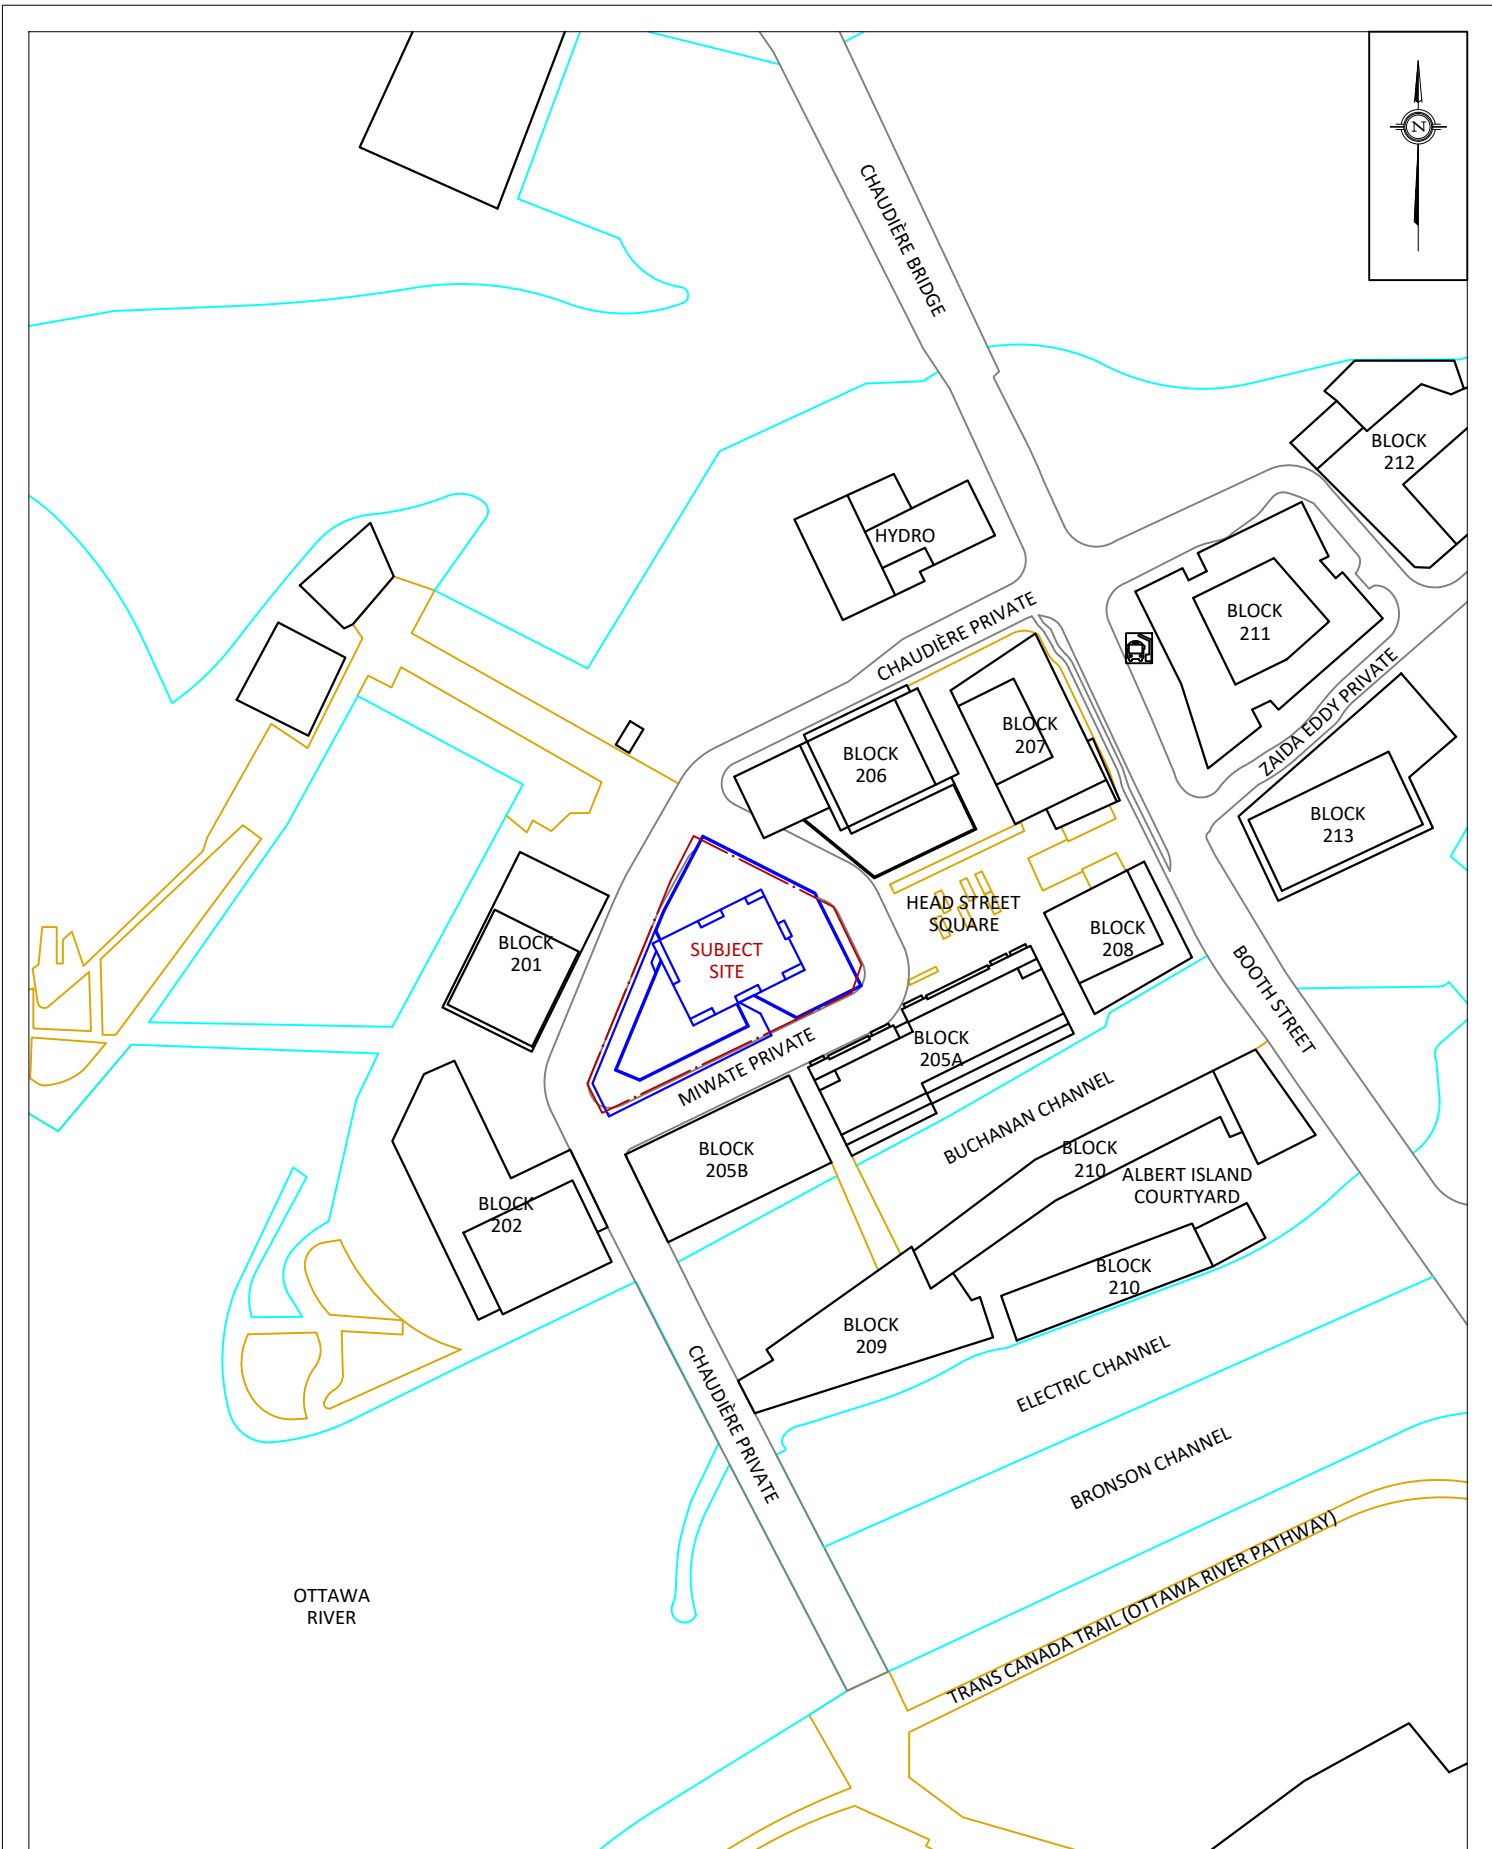 N
CHAUDIÈRE BRIDGE
BLOCK
212
HYDRO
CHAUDIÈRE PRIVATE
BLOCK
211
ZAIDA EDDY PRIVATE
BLOCK
207
BLOCK
206
BLOCK
213
HEAD STREET
SQUARE
BLOCK
208
BLOCK
201
SUBJECT
SITE
BOOTH STREET
MIWATE PRIVATE
BLOCK
205A
BUCHANAN CHANNEL
BLOCK
205B
BLOCK
210
ALBERT ISLAND
COURTYARD
BLOCK
202
BLOCK
210
BLOCK
209
CHAUDIÈRE PRIVATE
ELECTRIC CHANNEL
BRONSON CHANNEL
TRANS CANADA TRAIL (OTTAWA RIVER PATHWAY)
OTTAWA
RIVER